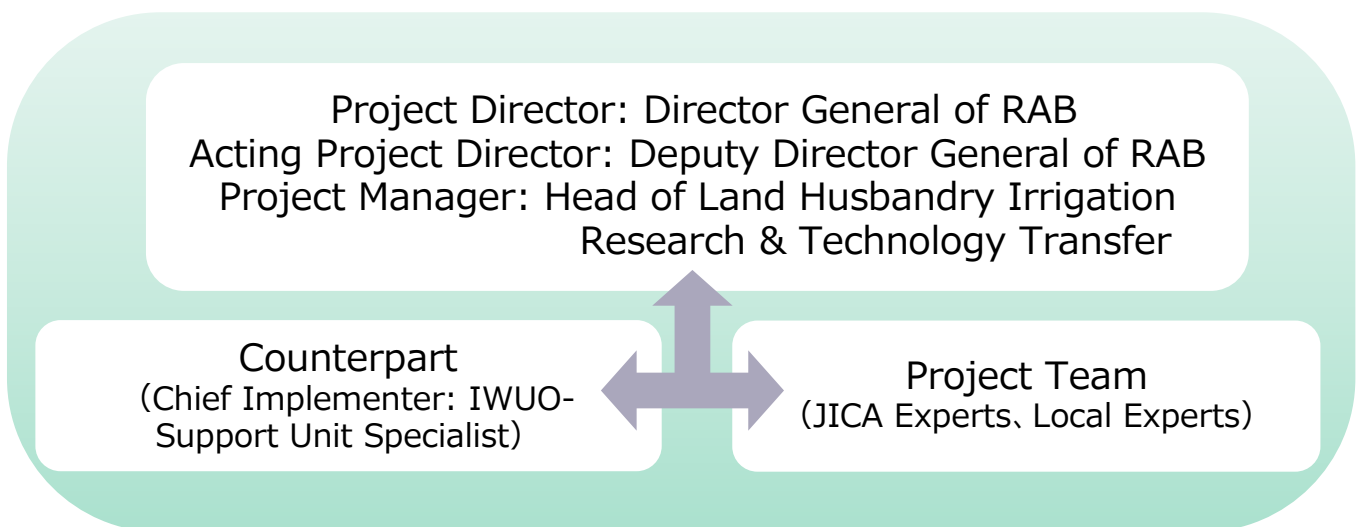 Project Director: Director General of RAB
Acting Project Director: Deputy Director General of RAB
Project Manager: Head of Land Husbandry Irrigation
Research & Technology Transfer
Counterpart
（Chief Implementer: IWUO-
Support Unit Specialist）
Project Team
（JICA Experts、Local Experts）